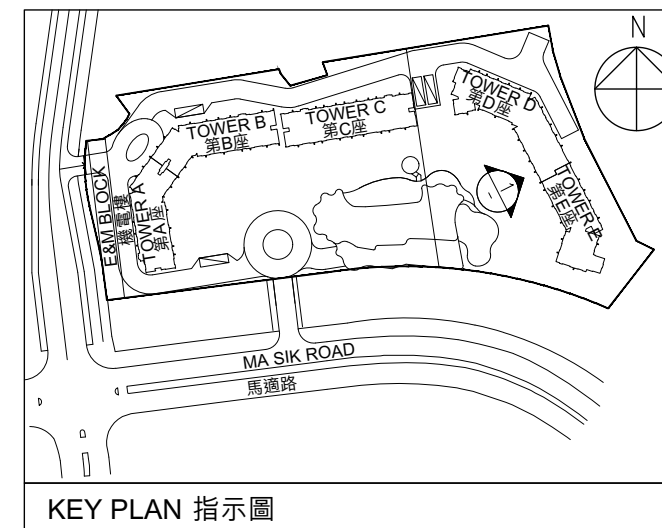 N
TOWER B
第B座
TOWER C
第C座
TOWER D
第D座
E&M BLOCK
機電樓
TOWER A
第A座
1
-
TOWER E
第E座
MA SIK ROAD
馬適路
KEY PLAN 指示圖